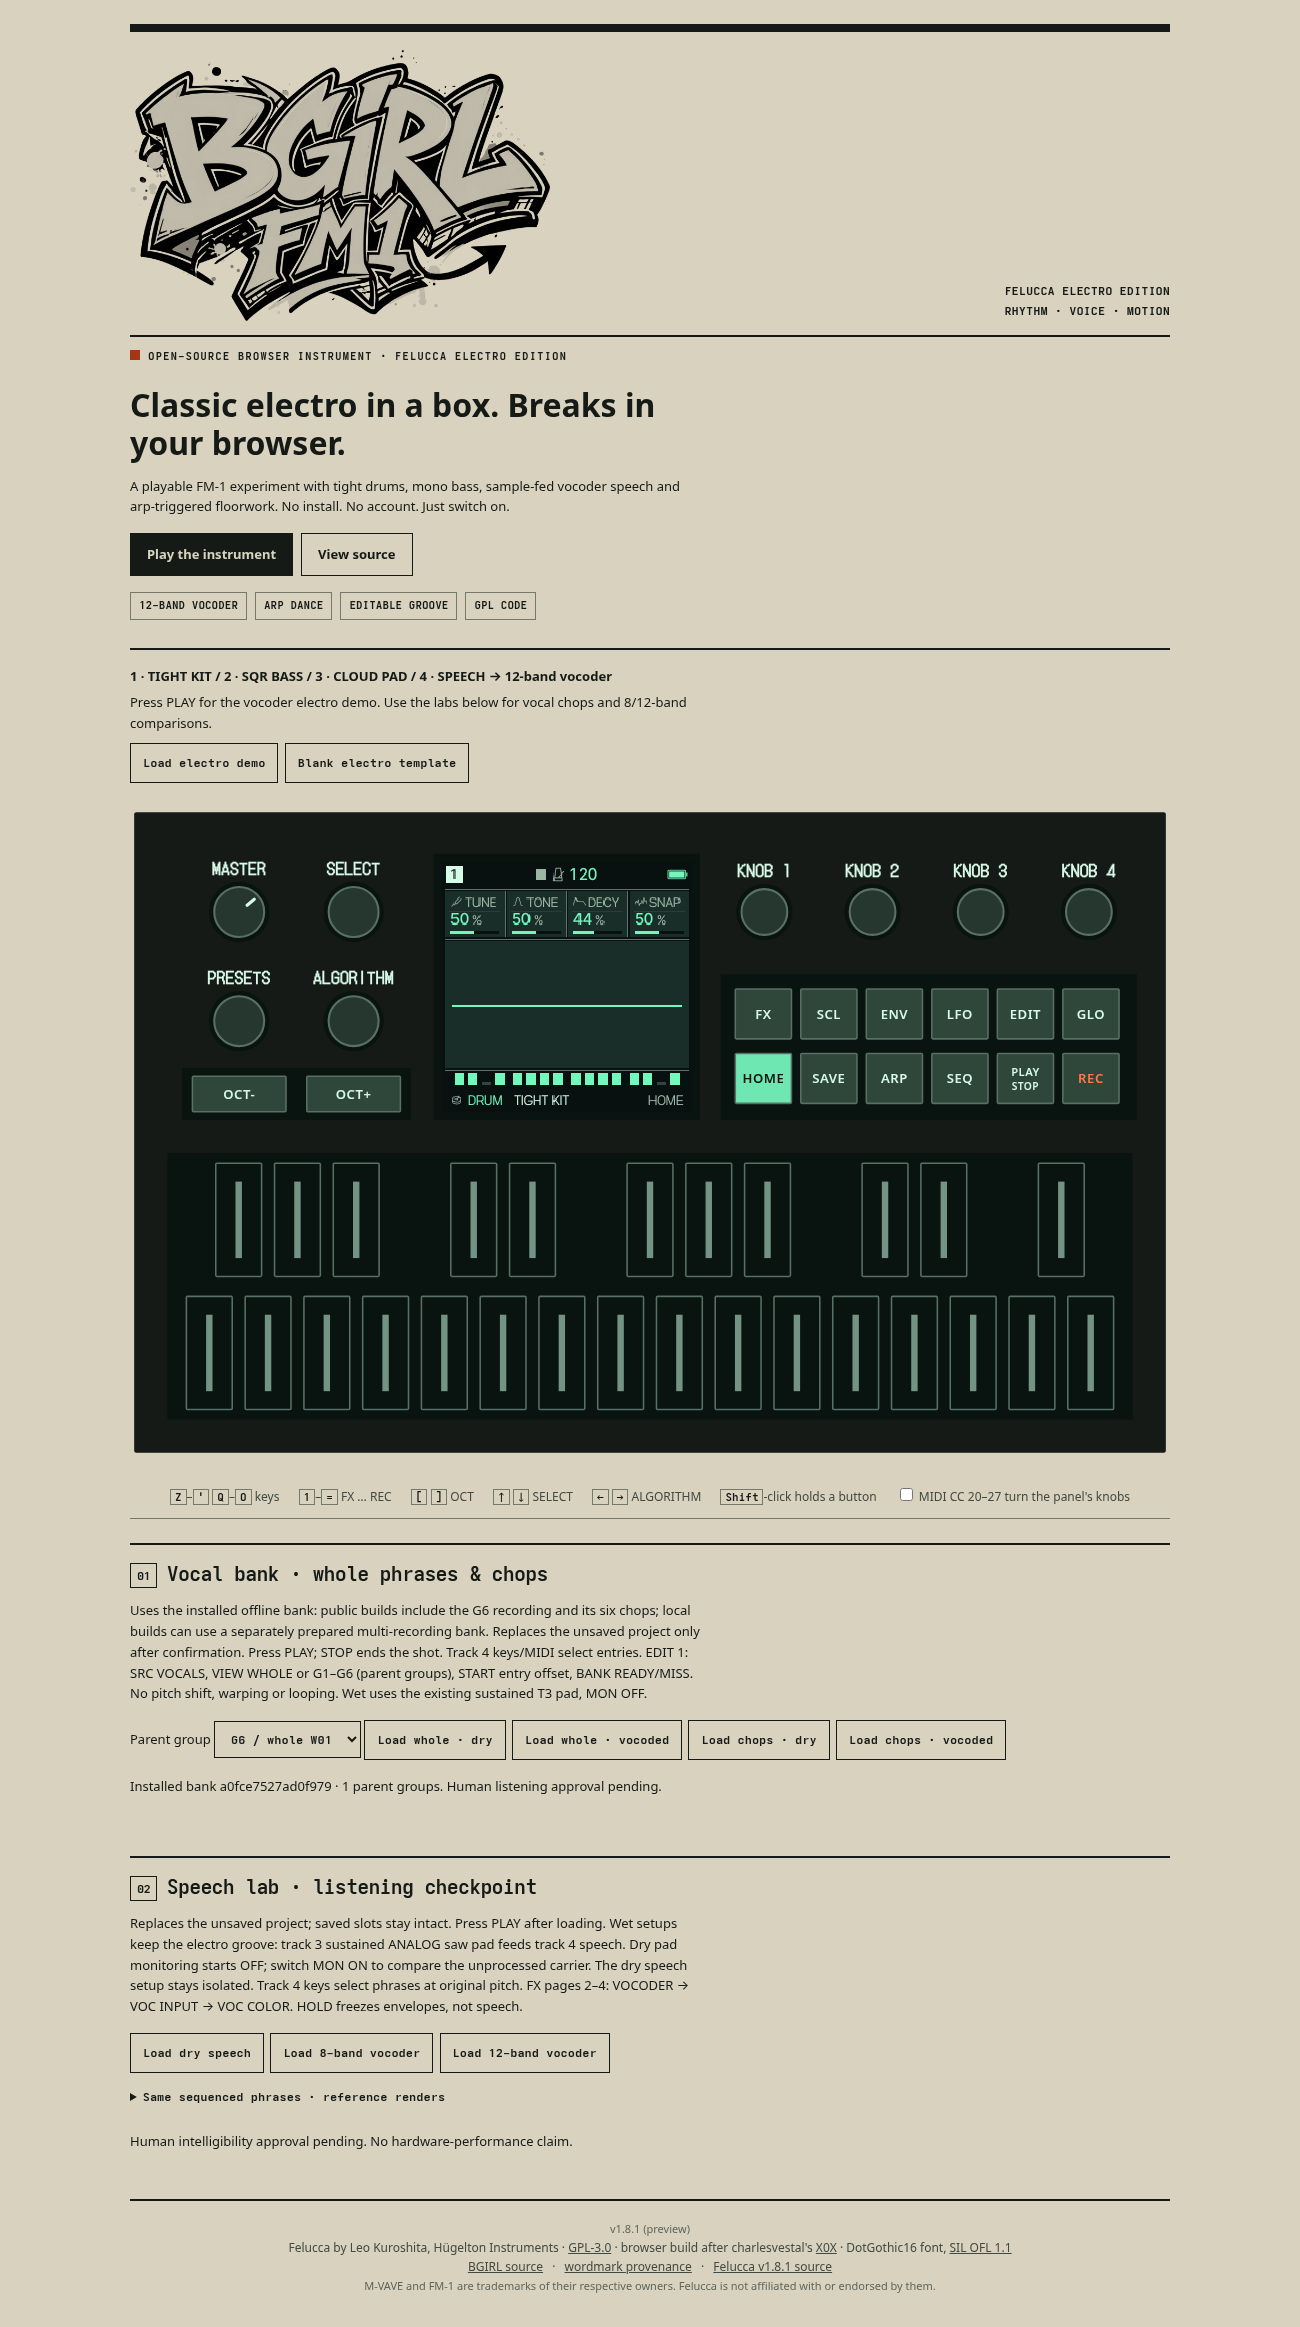 BGIRL
FM1
FELUCCA ELECTRO EDITION
RHYTHM · VOICE · MOTION
OPEN-SOURCE BROWSER INSTRUMENT · FELUCCA ELECTRO EDITION
Classic electro in a box. Breaks in
your browser.
A playable FM-1 experiment with tight drums, mono bass, sample-fed vocoder speech and
arp-triggered floorwork. No install. No account. Just switch on.
Play the instrument View source
12-BAND VOCODER ARP DANCE EDITABLE GROOVE GPL CODE
1 · TIGHT KIT / 2 · SQR BASS / 3 · CLOUD PAD / 4 · SPEECH → 12-band vocoder
Press PLAY for the vocoder electro demo. Use the labs below for vocal chops and 8/12-band
comparisons.
Load electro demo Blank electro template
MASTER SELECT KNOB 1 KNOB 2 KNOB 3 KNOB 4
1 120
TUNE TONE DECY SNAP
50 % 50 % 44 % 50 %
PRESETS ALGORITHM
FX SCL ENV LFO EDIT GLO
HOME SAVE ARP SEQ PLAY STOP REC
OCT- OCT+
DRUM TIGHT KIT HOME
Z – ' Q – O keys 1 – = FX … REC [ ] OCT ↑ ↓ SELECT ← → ALGORITHM Shift-click holds a button MIDI CC 20–27 turn the panel's knobs
01 Vocal bank · whole phrases & chops
Uses the installed offline bank: public builds include the G6 recording and its six chops; local
builds can use a separately prepared multi-recording bank. Replaces the unsaved project only
after confirmation. Press PLAY; STOP ends the shot. Track 4 keys/MIDI select entries. EDIT 1:
SRC VOCALS, VIEW WHOLE or G1–G6 (parent groups), START entry offset, BANK READY/MISS.
No pitch shift, warping or looping. Wet uses the existing sustained T3 pad, MON OFF.
Parent group G6 / whole W01 Load whole · dry Load whole · vocoded Load chops · dry Load chops · vocoded
Installed bank a0fce7527ad0f979 · 1 parent groups. Human listening approval pending.
02 Speech lab · listening checkpoint
Replaces the unsaved project; saved slots stay intact. Press PLAY after loading. Wet setups
keep the electro groove: track 3 sustained ANALOG saw pad feeds track 4 speech. Dry pad
monitoring starts OFF; switch MON ON to compare the unprocessed carrier. The dry speech
setup stays isolated. Track 4 keys select phrases at original pitch. FX pages 2–4: VOCODER →
VOC INPUT → VOC COLOR. HOLD freezes envelopes, not speech.
Load dry speech Load 8-band vocoder Load 12-band vocoder
Same sequenced phrases · reference renders
Human intelligibility approval pending. No hardware-performance claim.
v1.8.1 (preview)
Felucca by Leo Kuroshita, Hügelton Instruments · GPL-3.0 · browser build after charlesvestal's X0X · DotGothic16 font, SIL OFL 1.1
BGIRL source · wordmark provenance · Felucca v1.8.1 source
M-VAVE and FM-1 are trademarks of their respective owners. Felucca is not affiliated with or endorsed by them.